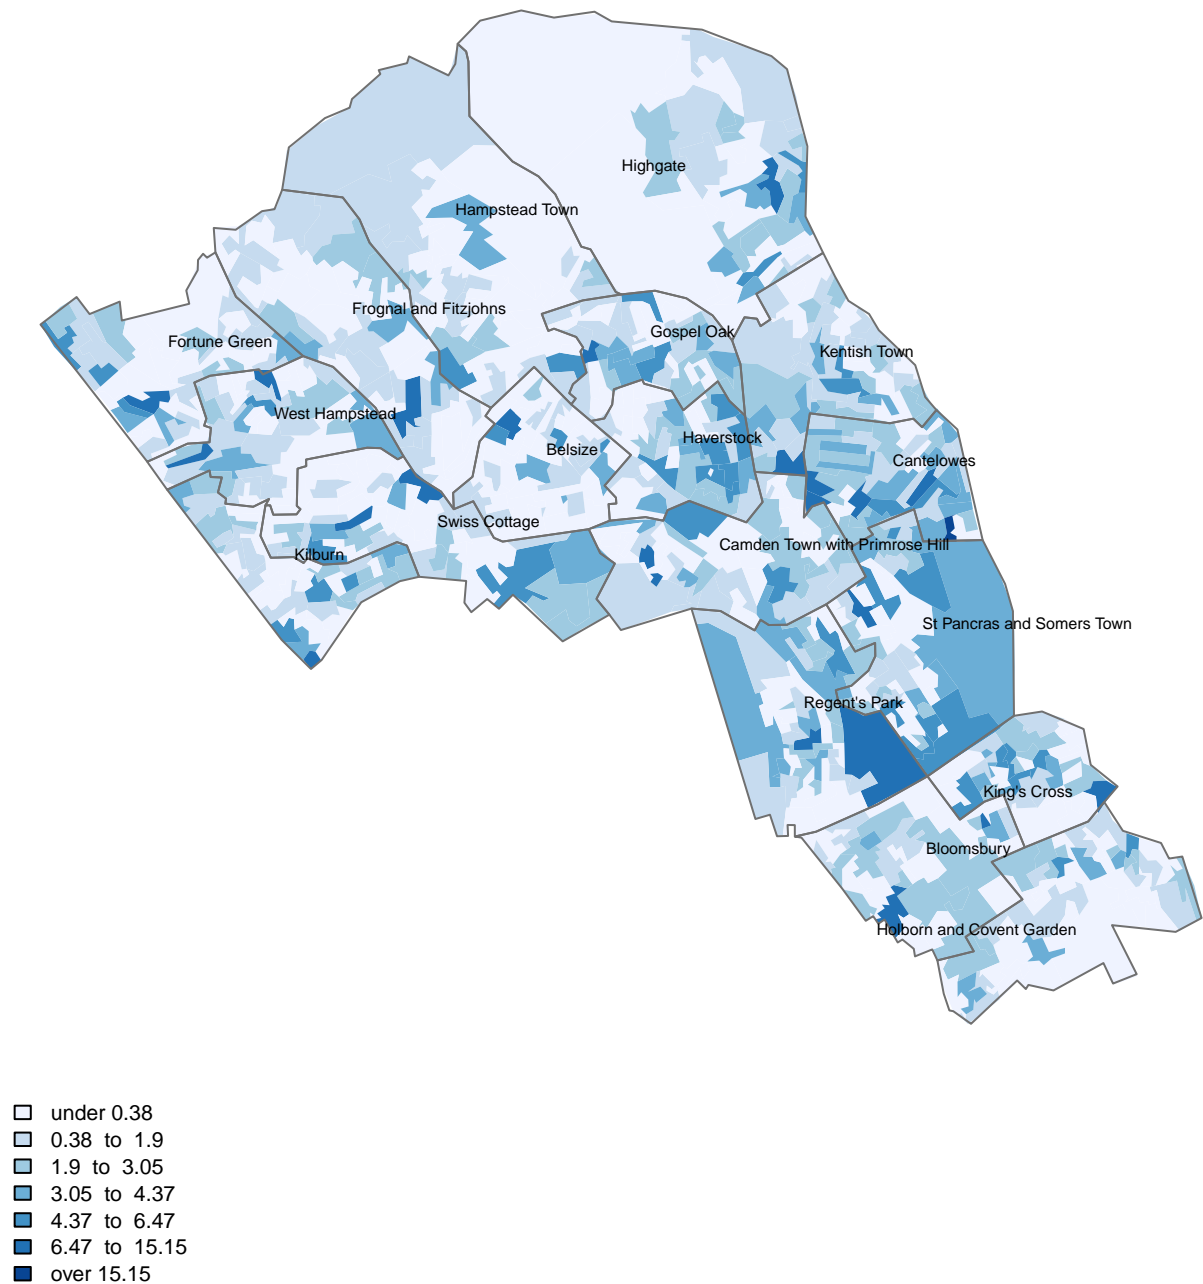 Highgate
Hampstead Town
Frognal and Fitzjohns
Gospel Oak
Fortune Green
Kentish Town
West Hampstead
Haverstock
Belsize
Cantelowes
Swiss Cottage
Camden Town with Primrose Hill
Kilburn
St Pancras and Somers Town
Regent's Park
King's Cross
Bloomsbury
Holborn and Covent Garden
under 0.38
0.38 to 1.9
1.9 to 3.05
3.05 to 4.37
4.37 to 6.47
6.47 to 15.15
over 15.15